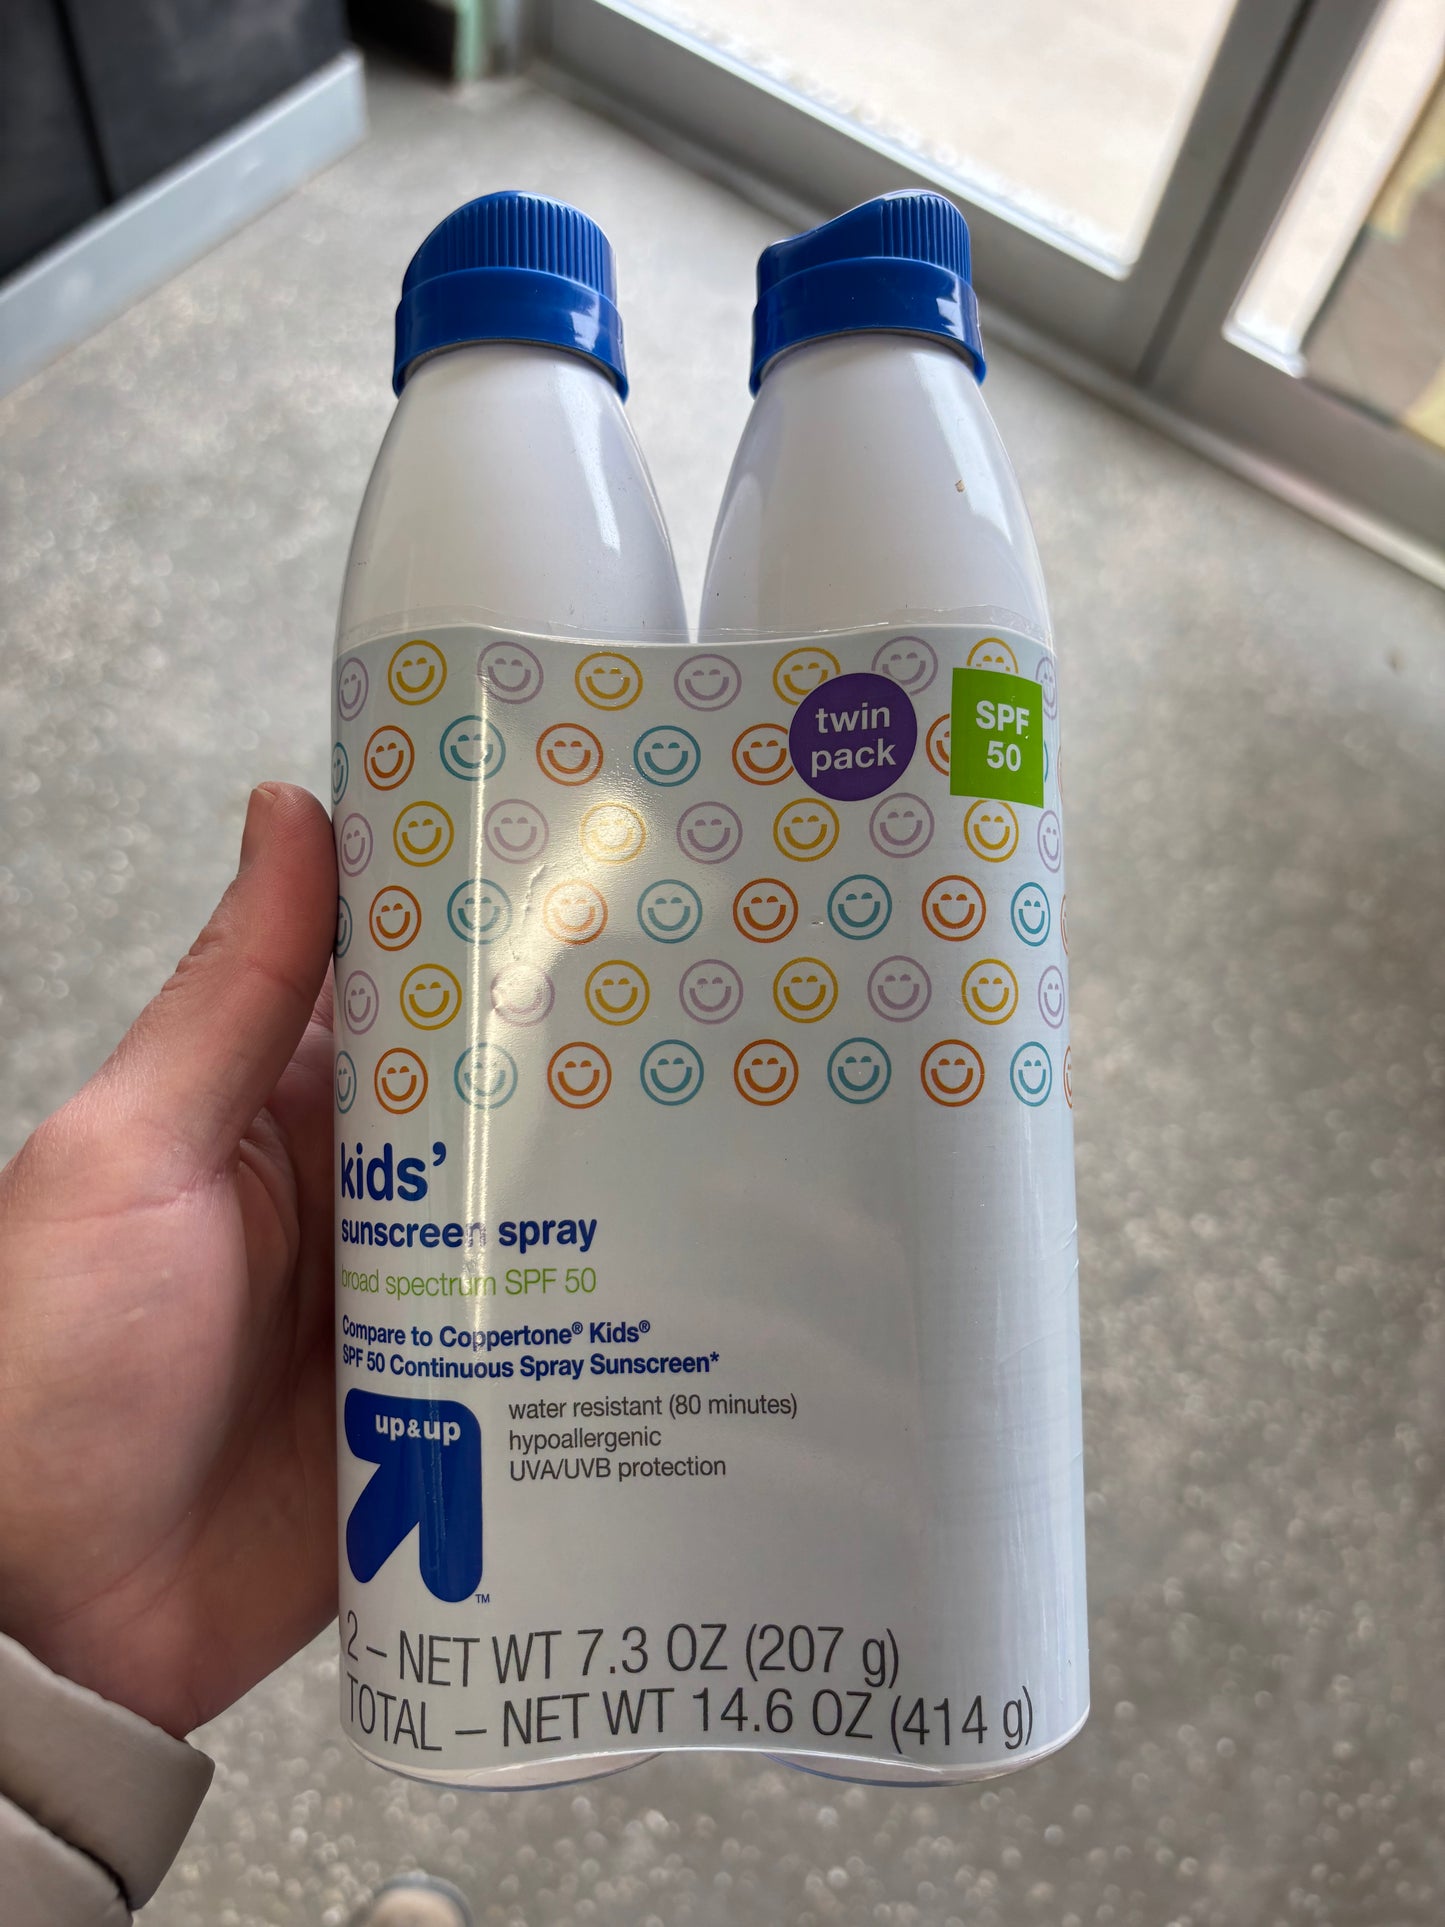 twin
pack
SPF
50
kids’
sunscreen spray
broad spectrum SPF 50
Compare to Coppertone® Kids®
SPF 50 Continuous Spray Sunscreen*
up&up
TM
water resistant (80 minutes)
hypoallergenic
UVA/UVB protection
2 – NET WT 7.3 OZ (207 g)
TOTAL – NET WT 14.6 OZ (414 g)